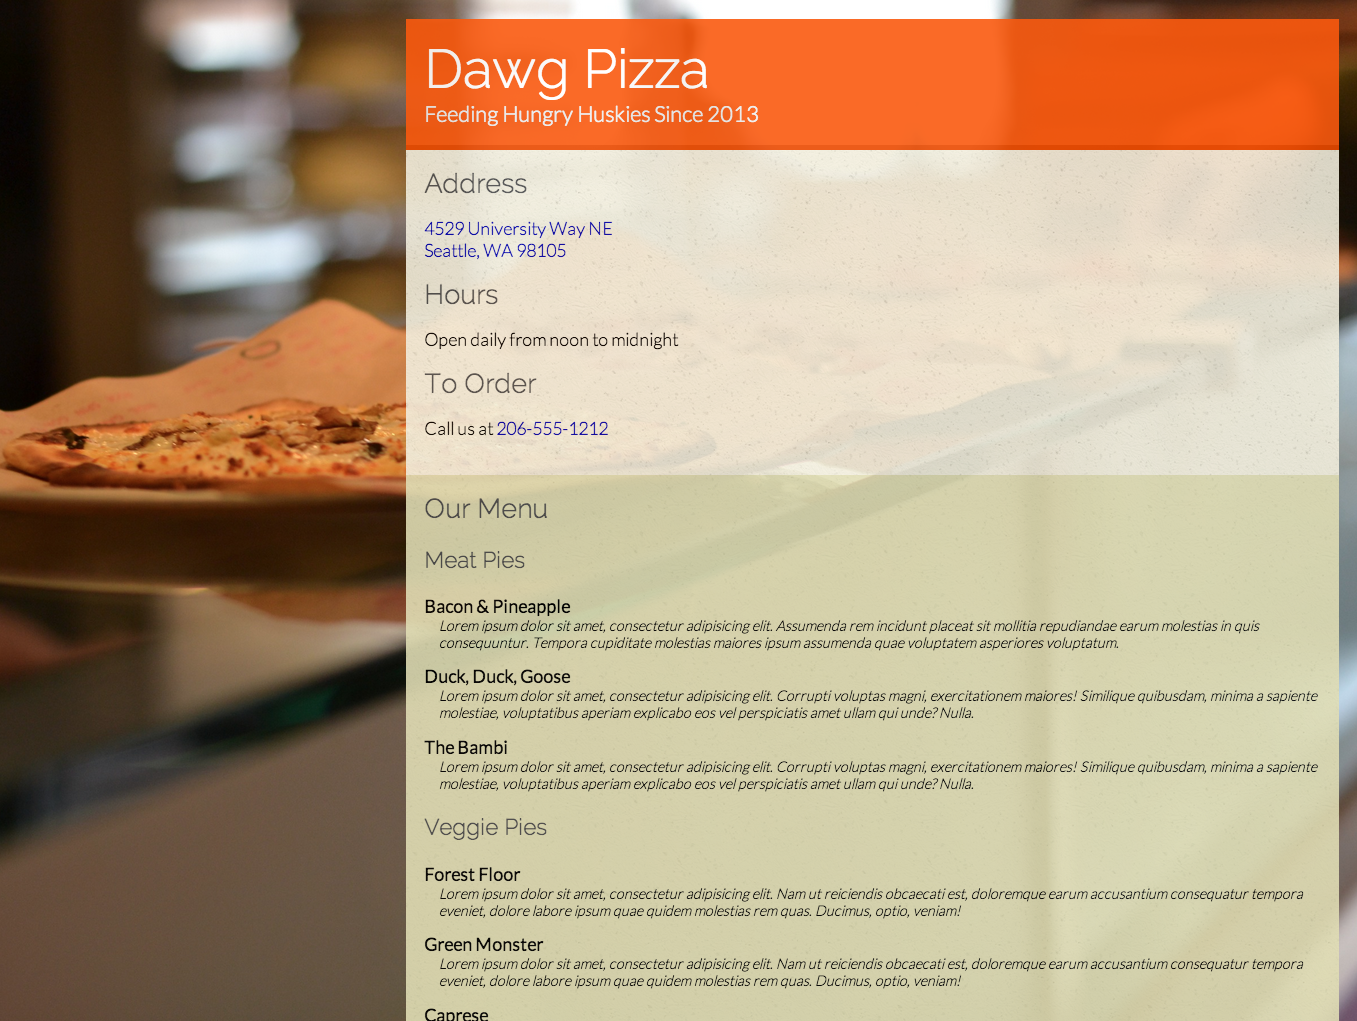 Dawg Pizza
Feeding Hungry Huskies Since 2013
Address
4529 University Way NE
Seattle, WA 98105
Hours
Open daily from noon to midnight
To Order
Call us at 206-555-1212
Our Menu
Meat Pies
Bacon & Pineapple
Lorem ipsum dolor sit amet, consectetur adipisicing elit. Assumenda rem incidunt placeat sit mollitia repudiandae earum molestias in quis
consequuntur. Tempora cupiditate molestias maiores ipsum assumenda quae voluptatem asperiores voluptatum.
Duck, Duck, Goose
Lorem ipsum dolor sit amet, consectetur adipisicing elit. Corrupti voluptas magni, exercitationem maiores! Similique quibusdam, minima a sapiente
molestiae, voluptatibus aperiam explicabo eos vel perspiciatis amet ullam qui unde? Nulla.
The Bambi
Lorem ipsum dolor sit amet, consectetur adipisicing elit. Corrupti voluptas magni, exercitationem maiores! Similique quibusdam, minima a sapiente
molestiae, voluptatibus aperiam explicabo eos vel perspiciatis amet ullam qui unde? Nulla.
Veggie Pies
Forest Floor
Lorem ipsum dolor sit amet, consectetur adipisicing elit. Nam ut reiciendis obcaecati est, doloremque earum accusantium consequatur tempora
eveniet, dolore labore ipsum quae quidem molestias rem quas. Ducimus, optio, veniam!
Green Monster
Lorem ipsum dolor sit amet, consectetur adipisicing elit. Nam ut reiciendis obcaecati est, doloremque earum accusantium consequatur tempora
eveniet, dolore labore ipsum quae quidem molestias rem quas. Ducimus, optio, veniam!
Caprese